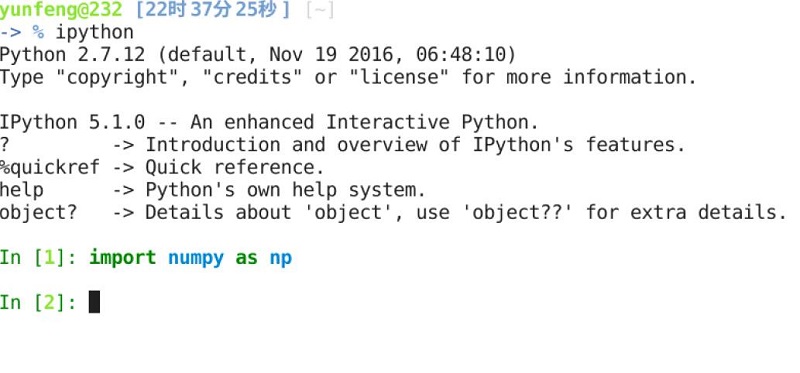 yunfeng@232 [22时37分25秒] [~]
-> % ipython
Python 2.7.12 (default, Nov 19 2016, 06:48:10)
Type "copyright", "credits" or "license" for more information.
IPython 5.1.0 -- An enhanced Interactive Python.
?         -> Introduction and overview of IPython's features.
%quickref -> Quick reference.
help      -> Python's own help system.
object?   -> Details about 'object', use 'object??' for extra details.
In [1]: import numpy as np
In [2]: